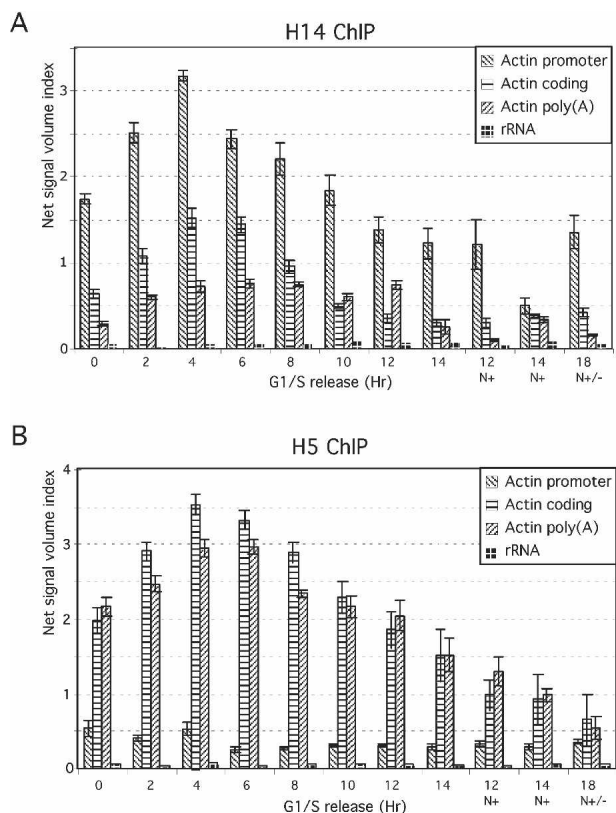 A
H14 ChIP
Net signal volume index
3
2
1
0
Actin promoter
Actin coding
Actin poly(A)
rRNA
0 2 4 6 8 10 12 14 12 14 18
N+ N+ N+/-
G1/S release (Hr)
B
H5 ChIP
Net signal volume index
4
3
2
1
0
Actin promoter
Actin coding
Actin poly(A)
rRNA
0 2 4 6 8 10 12 14 12 14 18
N+ N+ N+/-
G1/S release (Hr)